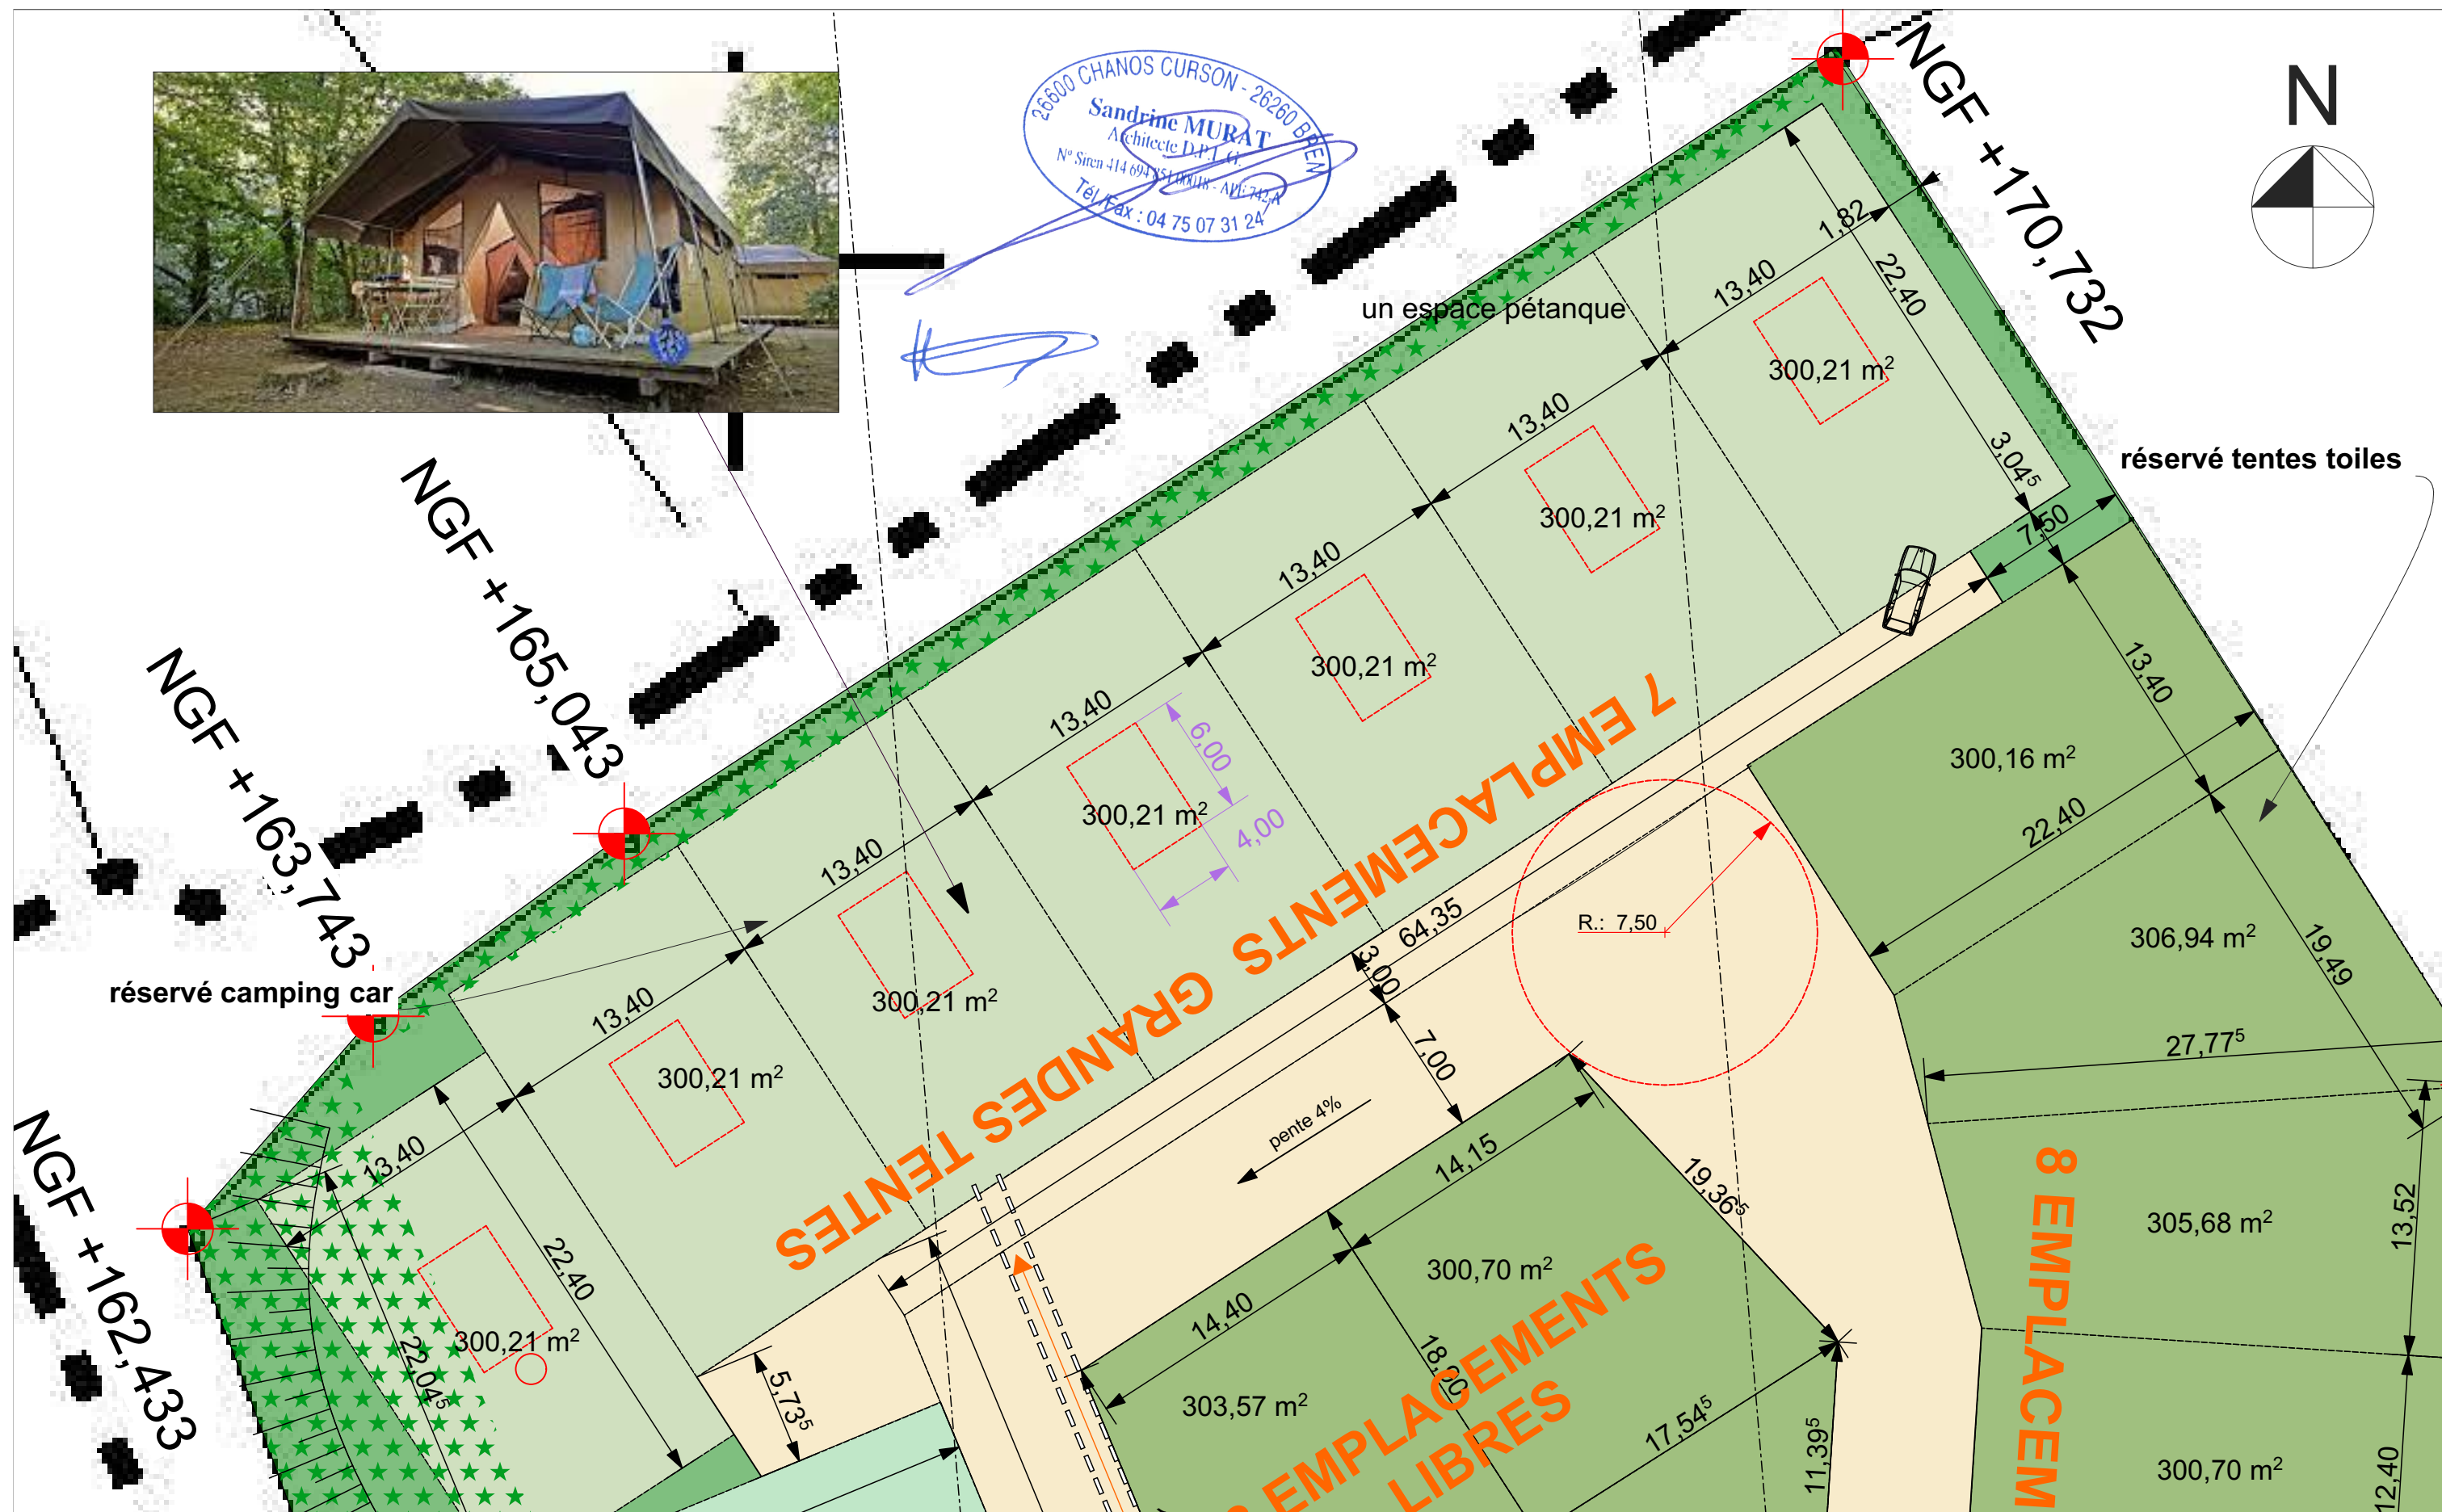 26600 CHANOS CURSON - 26260 BREN
Sandrine MURAT
Architecte D.P.L.G.
N° Siren 414 694
Tél./Fax : 04 75 07 31 24
N
NGF +170,732
un espace pétanque
1,82
13,40
22,40
300,21 m²
3,04⁵
7,50
réservé tentes toiles
13,40
300,21 m²
13,40
300,21 m²
13,40
300,21 m²
6,00
4,00
13,40
300,21 m²
13,40
300,21 m²
13,40
22,40
300,21 m²
22,04⁵
NGF +165,043
NGF +163,743
réservé camping car
NGF +162,433
7 EMPLACEMENTS GRANDES TENTES
64,35
3,00
7,00
R.: 7,50
pente 4%
5,73⁵
13,40
300,16 m²
22,40
306,94 m²
19,49
27,77⁵
305,68 m²
13,52
300,70 m²
12,40
8 EMPLACEM
14,15
19,36⁵
300,70 m²
14,40
303,57 m²
18,90
17,54⁵
11,39⁵
EMPLACEMENTS
LIBRES